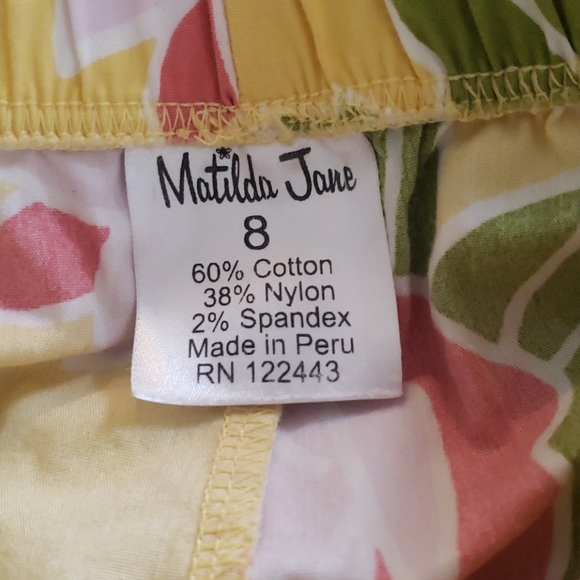 Matilda Jane
8
60% Cotton
38% Nylon
2% Spandex
Made in Peru
RN 122443